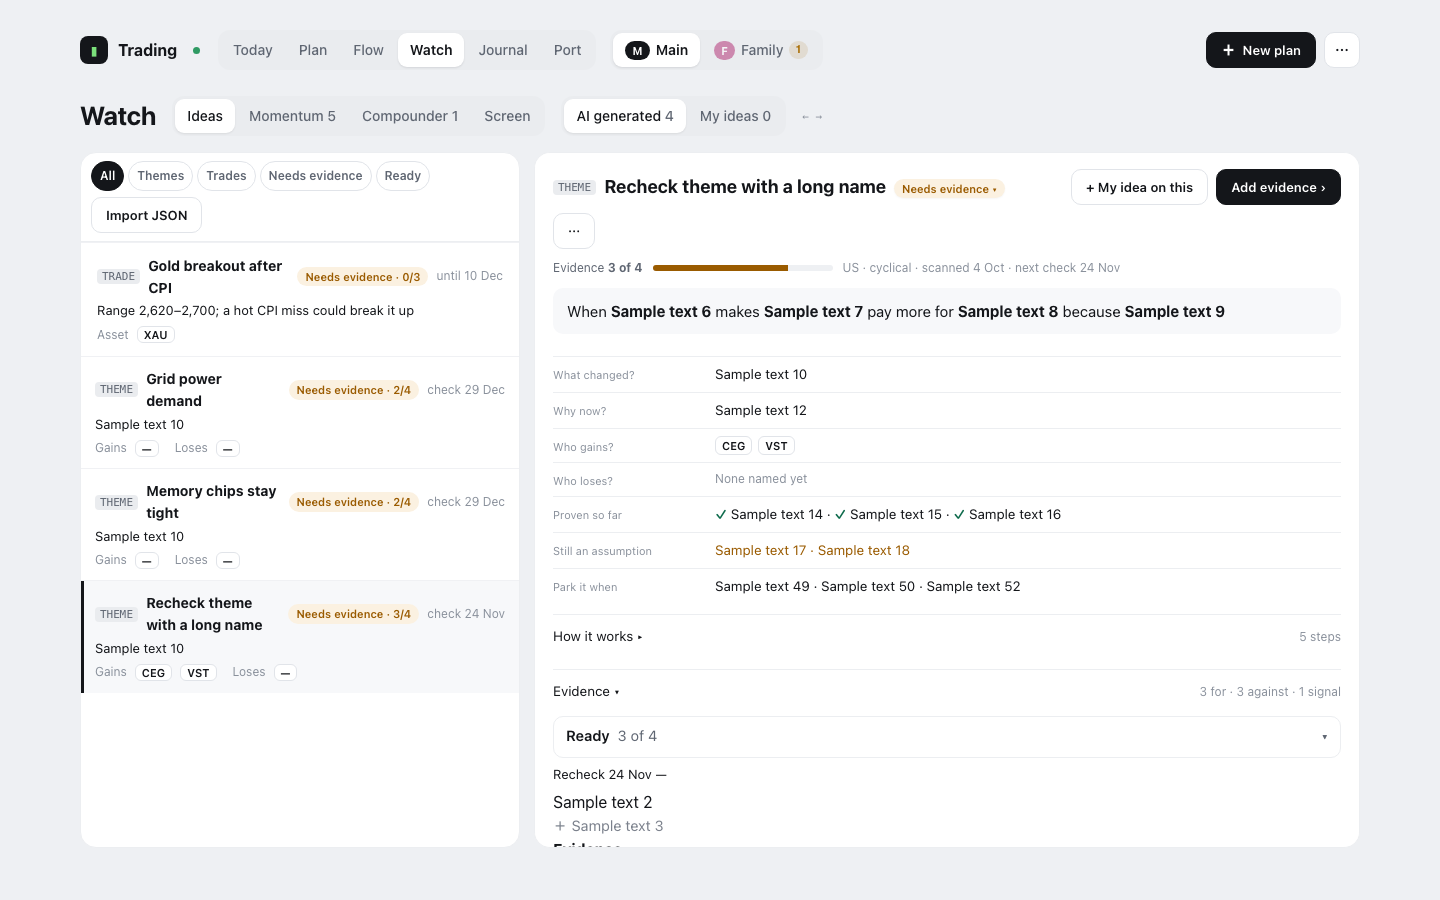 Trading Today Plan Flow Watch Journal Port M Main F Family 1 + New plan ···
Watch Ideas Momentum 5 Compounder 1 Screen AI generated 4 My ideas 0 ← →
All Themes Trades Needs evidence Ready
Import JSON
TRADE Gold breakout after CPI Needs evidence · 0/3 until 10 Dec
Range 2,620–2,700; a hot CPI miss could break it up
Asset XAU
THEME Grid power demand Needs evidence · 2/4 check 29 Dec
Sample text 10
Gains — Loses —
THEME Memory chips stay tight Needs evidence · 2/4 check 29 Dec
Sample text 10
Gains — Loses —
THEME Recheck theme with a long name Needs evidence · 3/4 check 24 Nov
Sample text 10
Gains CEG VST Loses —
THEME Recheck theme with a long name Needs evidence ▾ + My idea on this Add evidence ›
···
Evidence 3 of 4 US · cyclical · scanned 4 Oct · next check 24 Nov
When Sample text 6 makes Sample text 7 pay more for Sample text 8 because Sample text 9
What changed? Sample text 10
Why now? Sample text 12
Who gains? CEG VST
Who loses? None named yet
Proven so far ✓ Sample text 14 · ✓ Sample text 15 · ✓ Sample text 16
Still an assumption Sample text 17 · Sample text 18
Park it when Sample text 49 · Sample text 50 · Sample text 52
How it works ▸ 5 steps
Evidence ▾ 3 for · 3 against · 1 signal
Ready 3 of 4 ▾
Recheck 24 Nov —
Sample text 2
+ Sample text 3